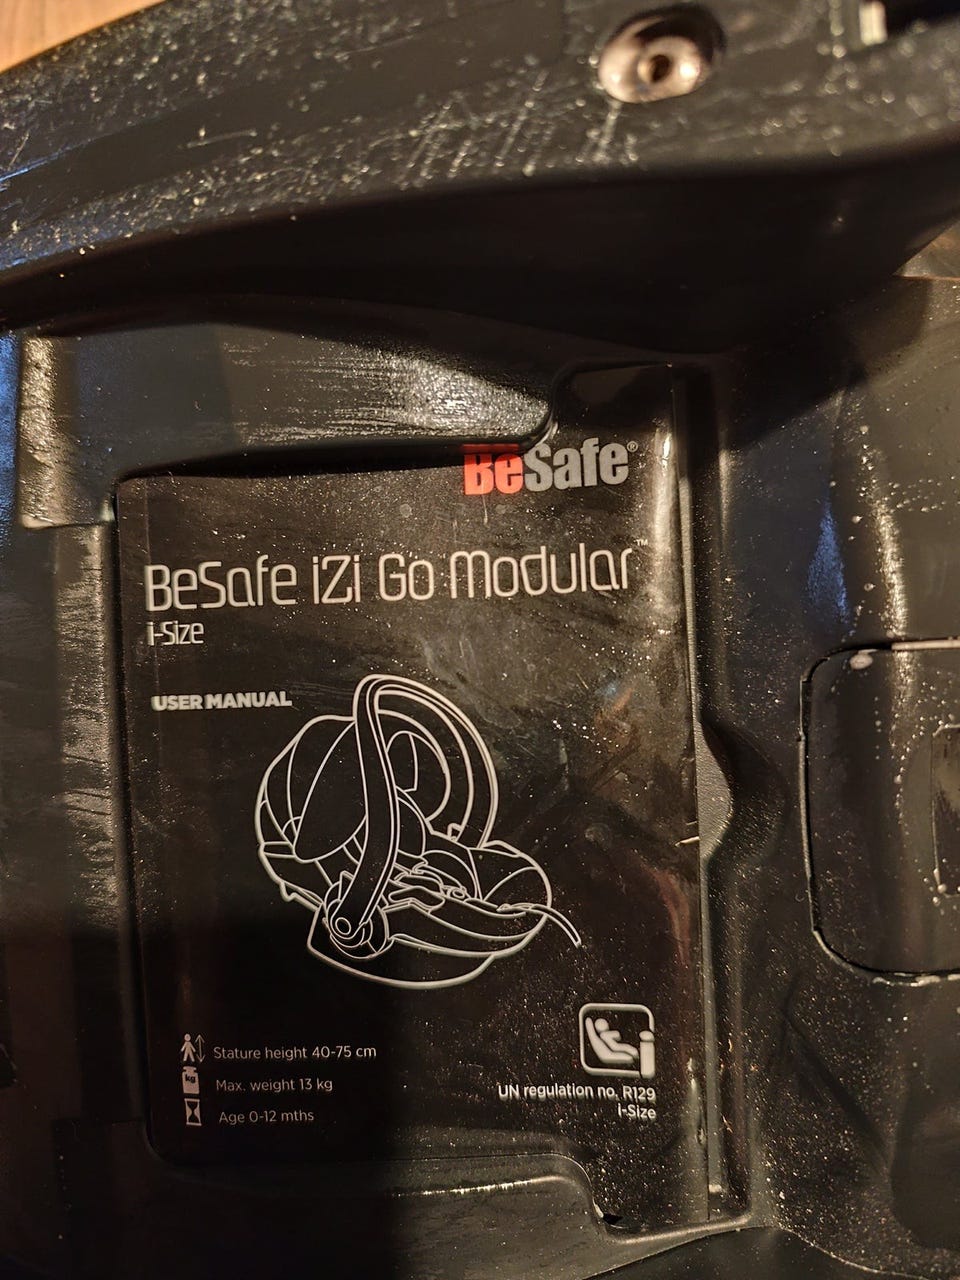 BeSafe®
BeSafe iZi Go Modular™
i-Size
USER MANUAL
Stature height 40-75 cm
kg
Max. weight 13 kg
Age 0-12 mths
i
UN regulation no. R129
i-Size